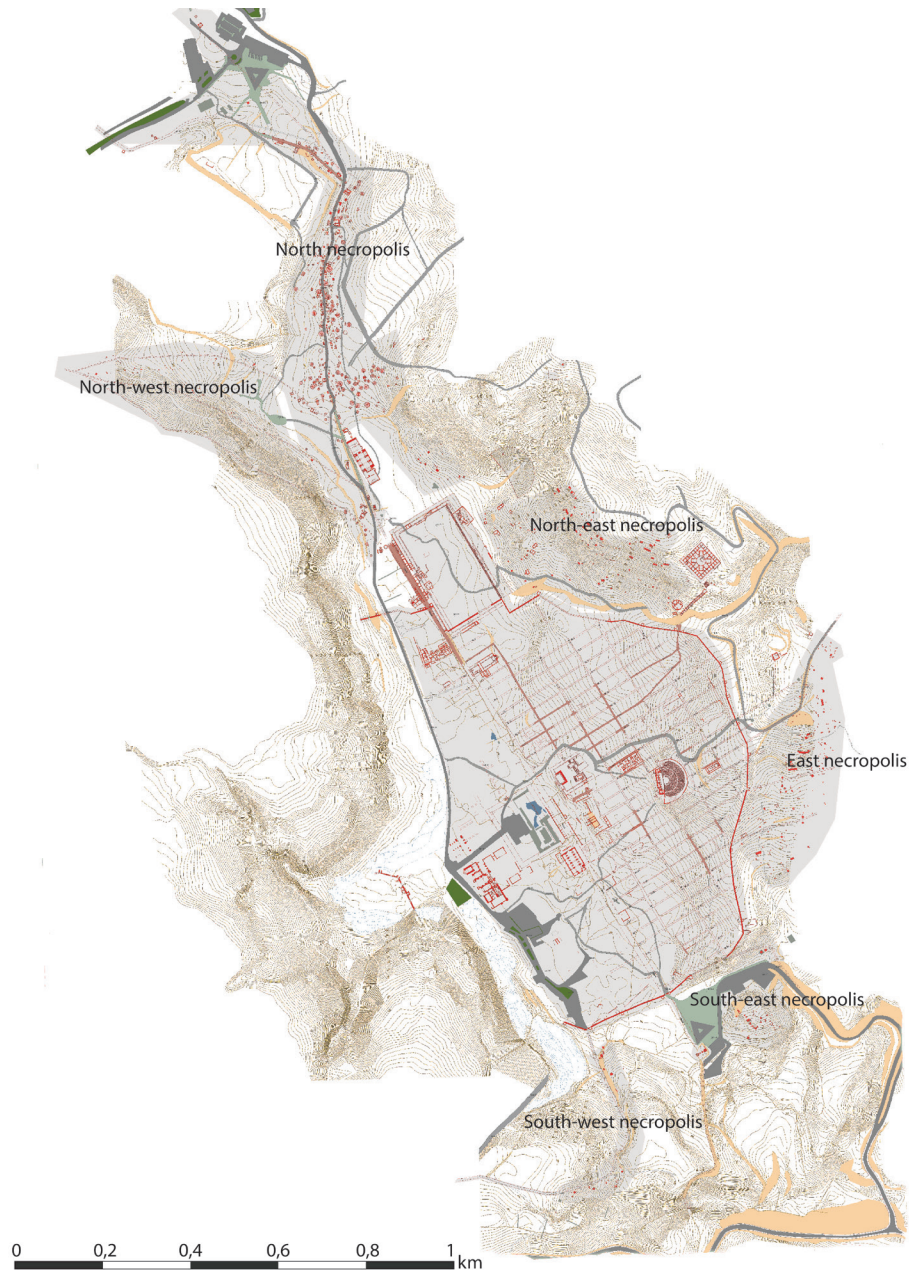 North necropolis
North-west necropolis
North-east necropolis
East necropolis
South-east necropolis
South-west necropolis
0 0,2 0,4 0,6 0,8 1 km